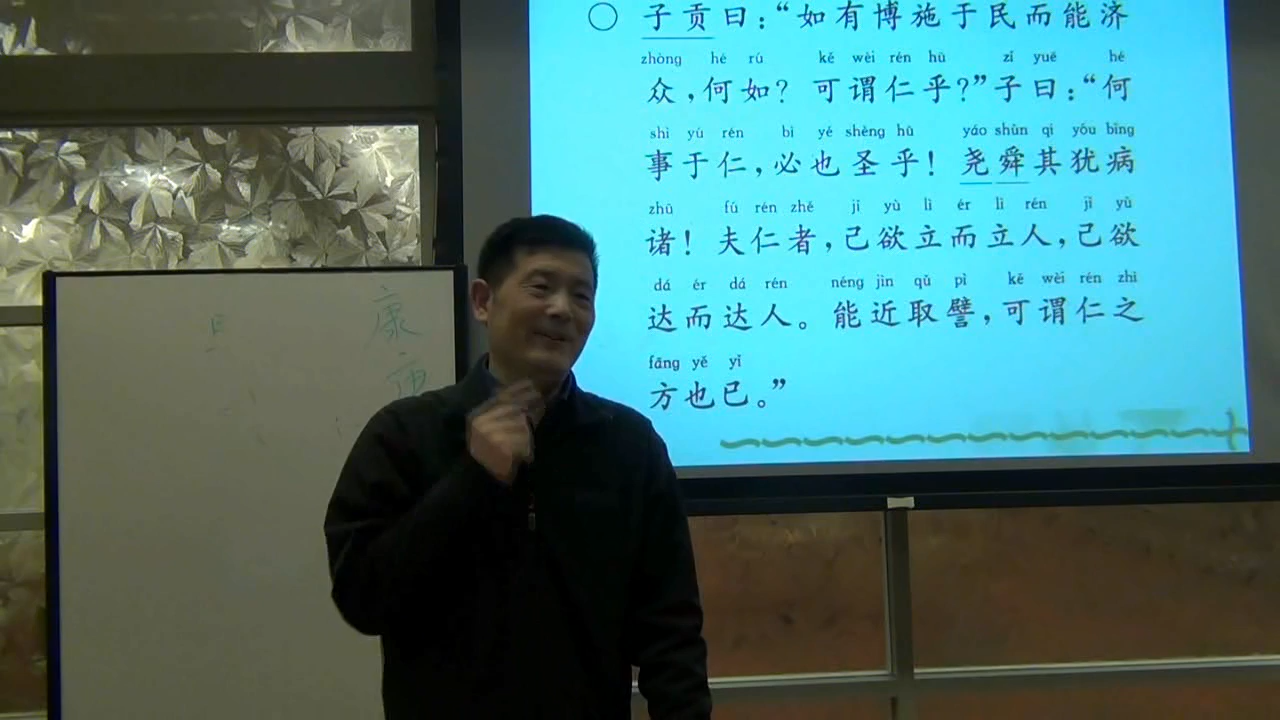 ○ 子贡曰：“如有博施于民而能济
zhòng hé rú kě wèi rén hū zǐ yuē hé
众，何如？可谓仁乎？”子曰：“何
shì yú rén bì yě shèng hū yáo shùn qí yóu bìng
事于仁，必也圣乎！尧舜其犹病
zhū fú rén zhě jǐ yù lì ér lì rén jǐ yù
诸！夫仁者，己欲立而立人，己欲
dá ér dá rén néng jìn qǔ pì kě wèi rén zhī
达而达人。能近取譬，可谓仁之
fāng yě yǐ
方也已。”
康